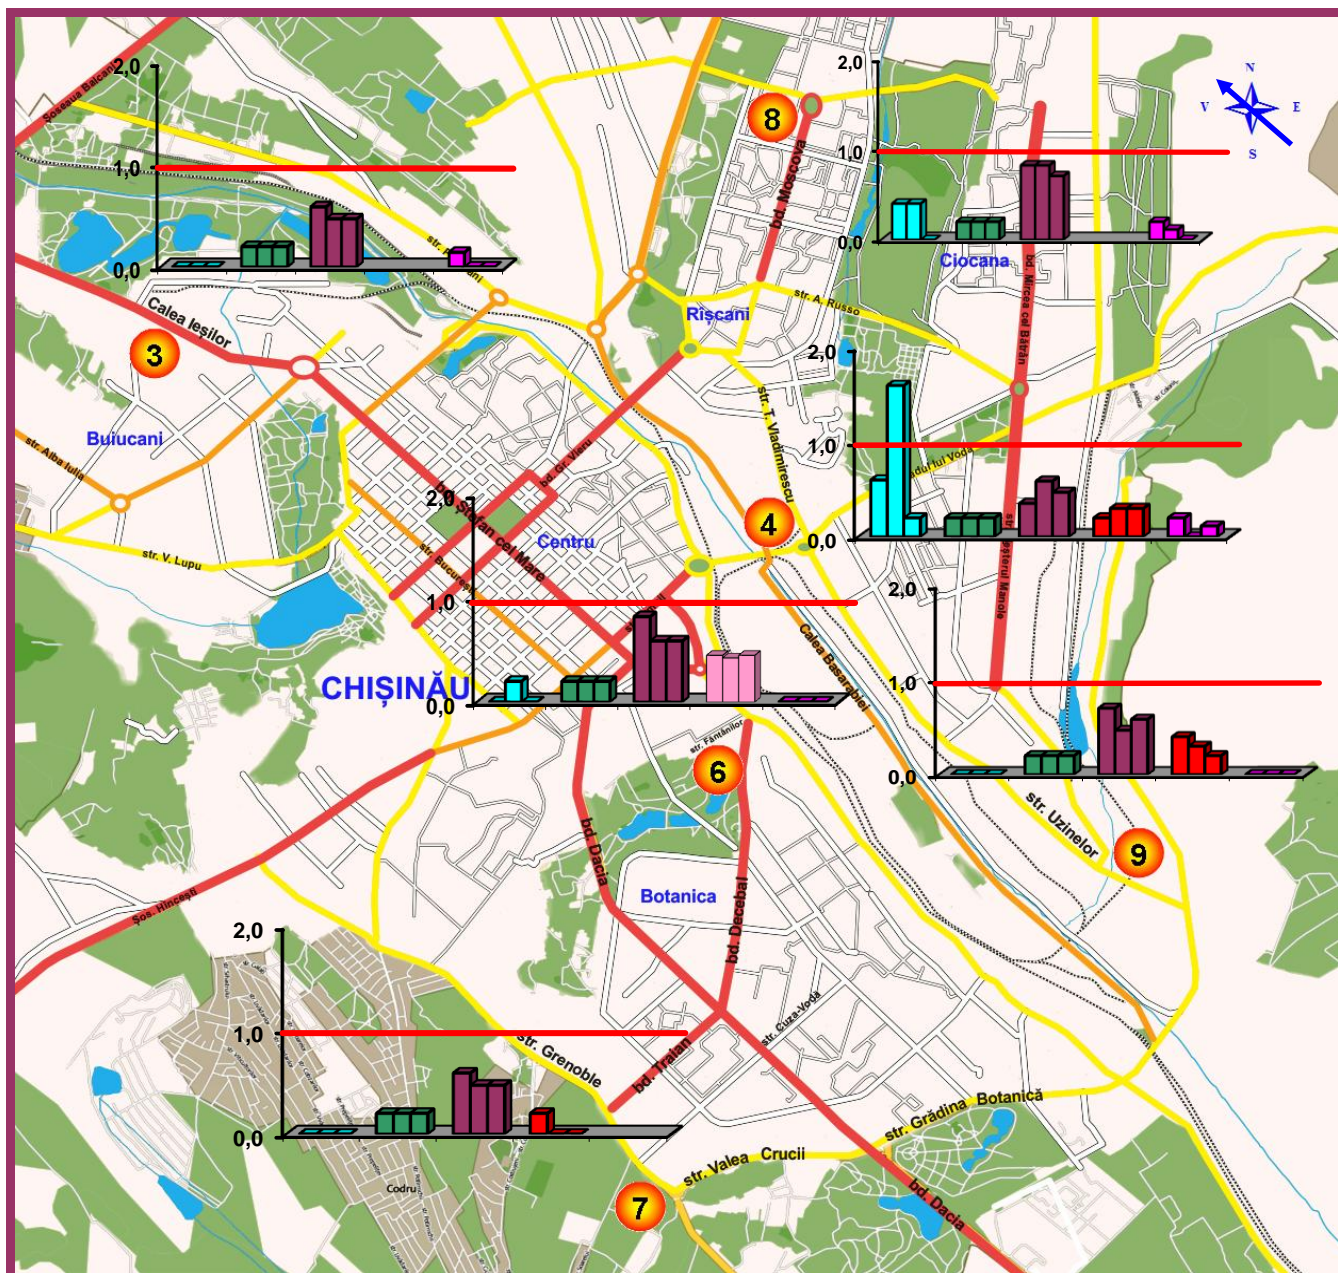 Șoseaua Balcani
2,0
1,0
0,0
2,0
1,0
0,0
N
V
E
S
8
bd. Moscova
Ciocana
bd. Mircea cel Bătrân
Calea Ieșilor
3
Rîșcani
str. A. Russo
Buiucani
str. Alba Iulia
str. V. Lupu
bd. Gr. Vieru
str. T. Vladimirescu
2,0
1,0
0,0
bd. Ștefan cel Mare
str. București
Centru
4
2,0
1,0
0,0
CHIȘINĂU
Calea Basarabiei
2,0
1,0
0,0
str. Fântânilor
6
str. Uzinelor
9
bd. Dacia
Botanica
bd. Decebal
Șos. Hîncești
2,0
1,0
0,0
str. Cuza-Vodă
str. Grenoble
bd. Traian
str. Grădina Botanică
str. Valea Crucii
Codru
7
bd. Dacia